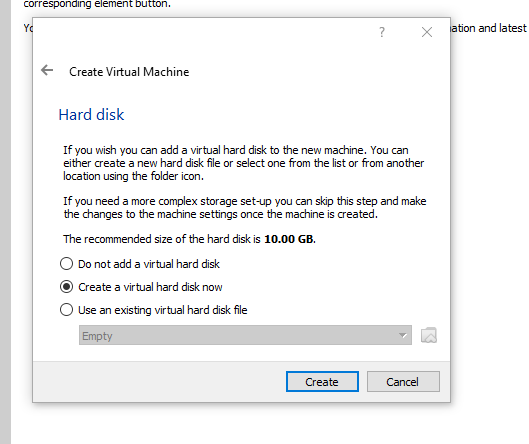 corresponding element button.
ation and latest
?
Create Virtual Machine
Hard disk
If you wish you can add a virtual hard disk to the new machine. You can
either create a new hard disk file or select one from the list or from another
location using the folder icon.
If you need a more complex storage set-up you can skip this step and make
the changes to the machine settings once the machine is created.
The recommended size of the hard disk is 10.00 GB.
Do not add a virtual hard disk
Create a virtual hard disk now
Use an existing virtual hard disk file
Empty
Create
Cancel